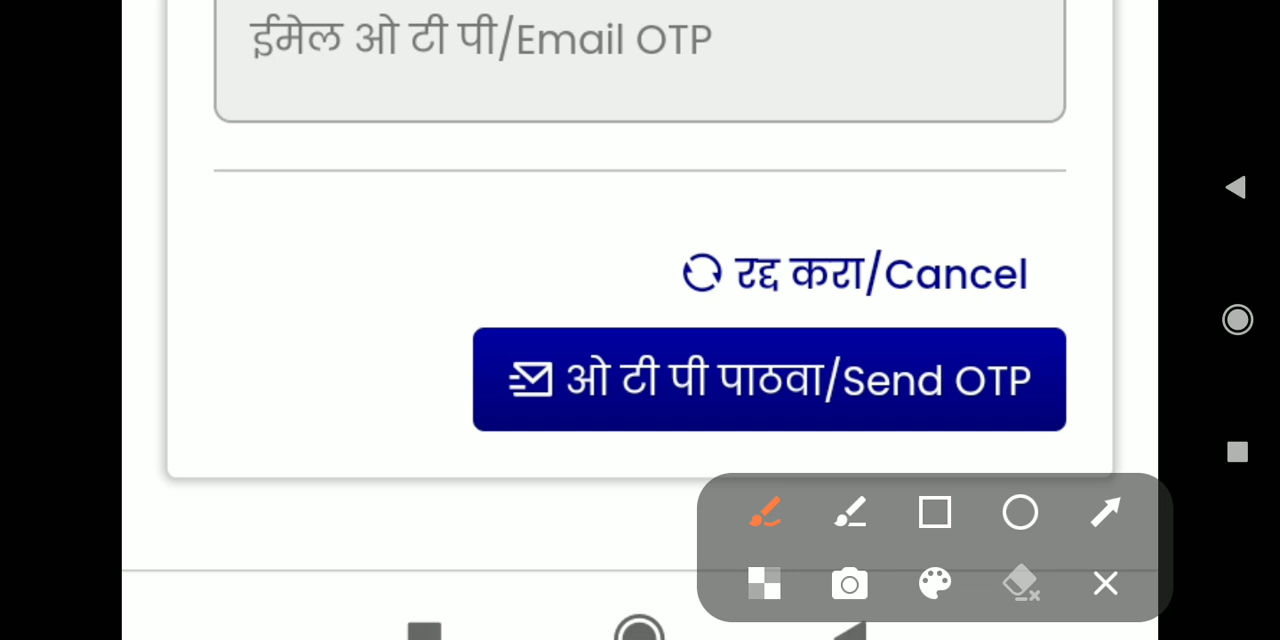 ईमेल ओ टी पी/Email OTP
रद्द करा/Cancel
ओ टी पी पाठवा/Send OTP